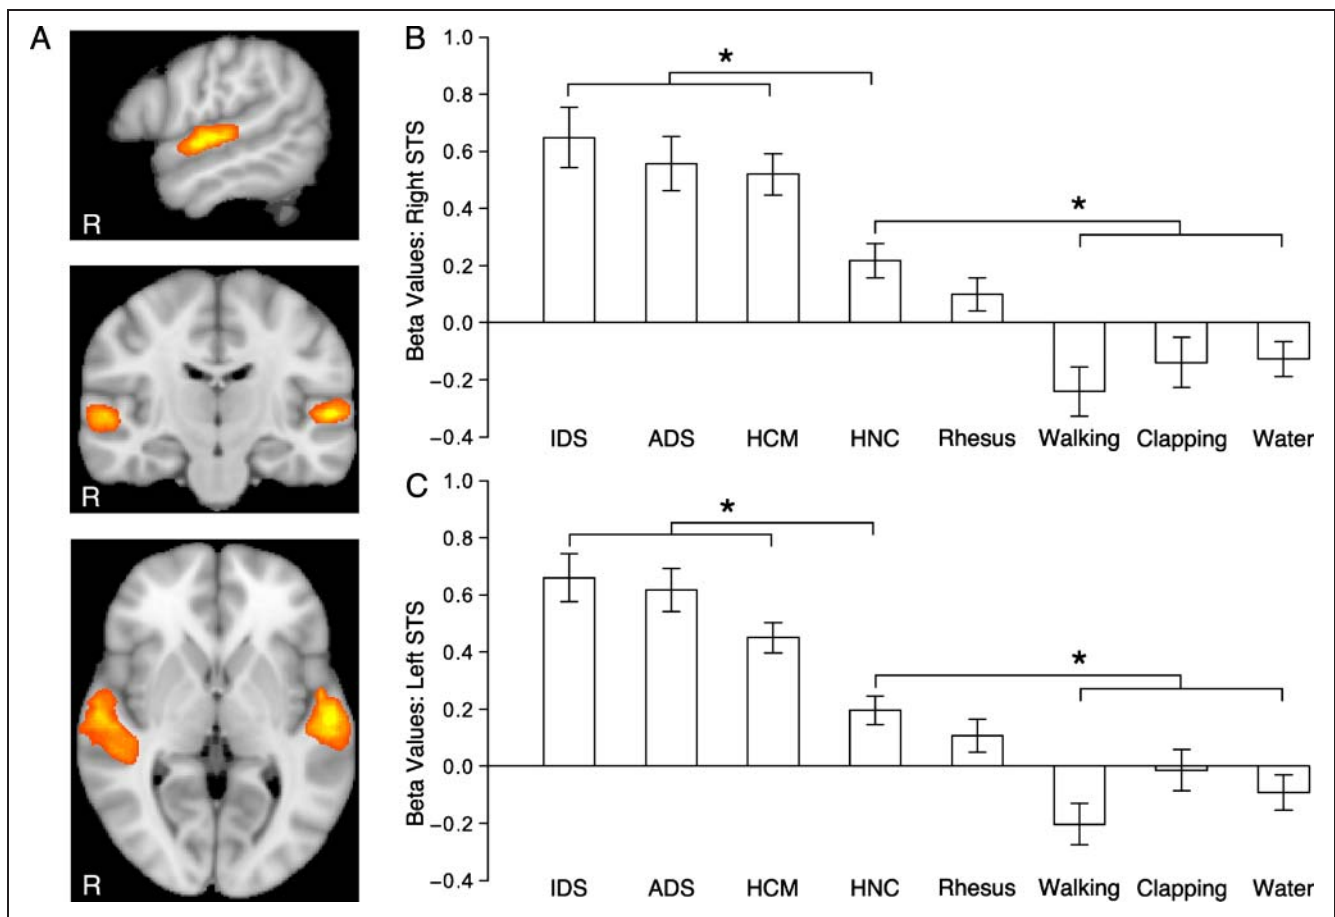 A
R
R
R
B
Beta Values: Right STS
1.0
0.8
0.6
0.4
0.2
0.0
−0.2
−0.4
*
*
IDS ADS HCM HNC Rhesus Walking Clapping Water
C
Beta Values: Left STS
1.0
0.8
0.6
0.4
0.2
0.0
−0.2
−0.4
*
*
IDS ADS HCM HNC Rhesus Walking Clapping Water